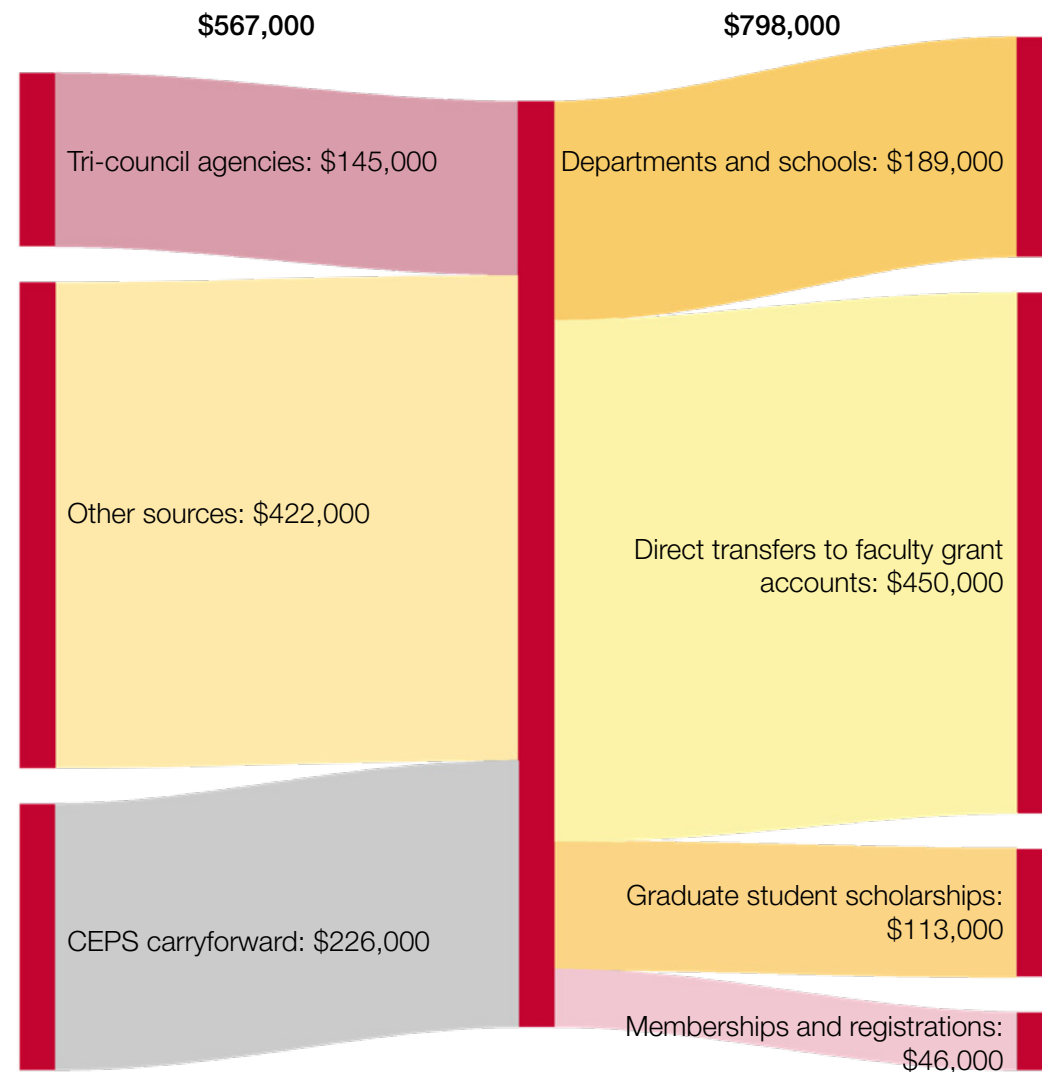 $567,000
$798,000
Tri-council agencies: $145,000
Departments and schools: $189,000
Other sources: $422,000
Direct transfers to faculty grant
accounts: $450,000
Graduate student scholarships:
$113,000
CEPS carryforward: $226,000
Memberships and registrations:
$46,000